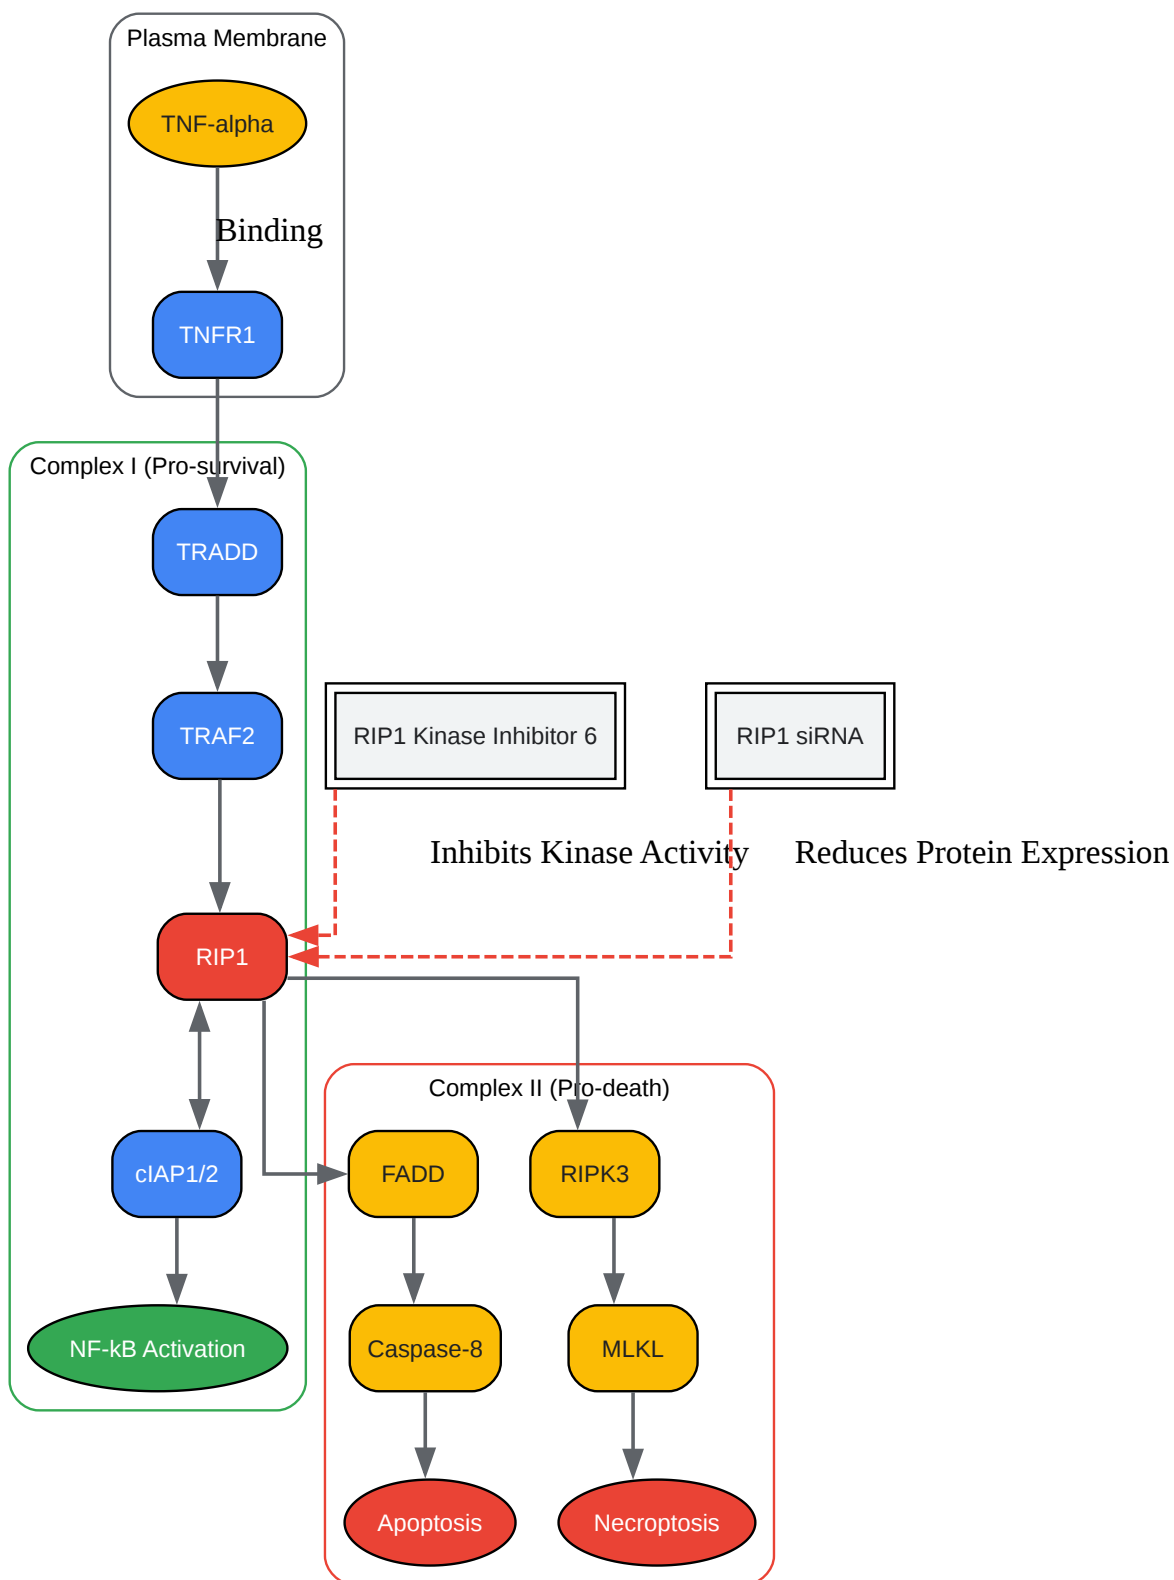 Plasma Membrane
TNF-alpha
Binding
TNFR1
Complex I (Pro-survival)
TRADD
TRAF2
RIP1 Kinase Inhibitor 6
RIP1 siRNA
Inhibits Kinase Activity
Reduces Protein Expression
RIP1
Complex II (Pro-death)
cIAP1/2
FADD
RIPK3
NF-kB Activation
Caspase-8
MLKL
Apoptosis
Necroptosis